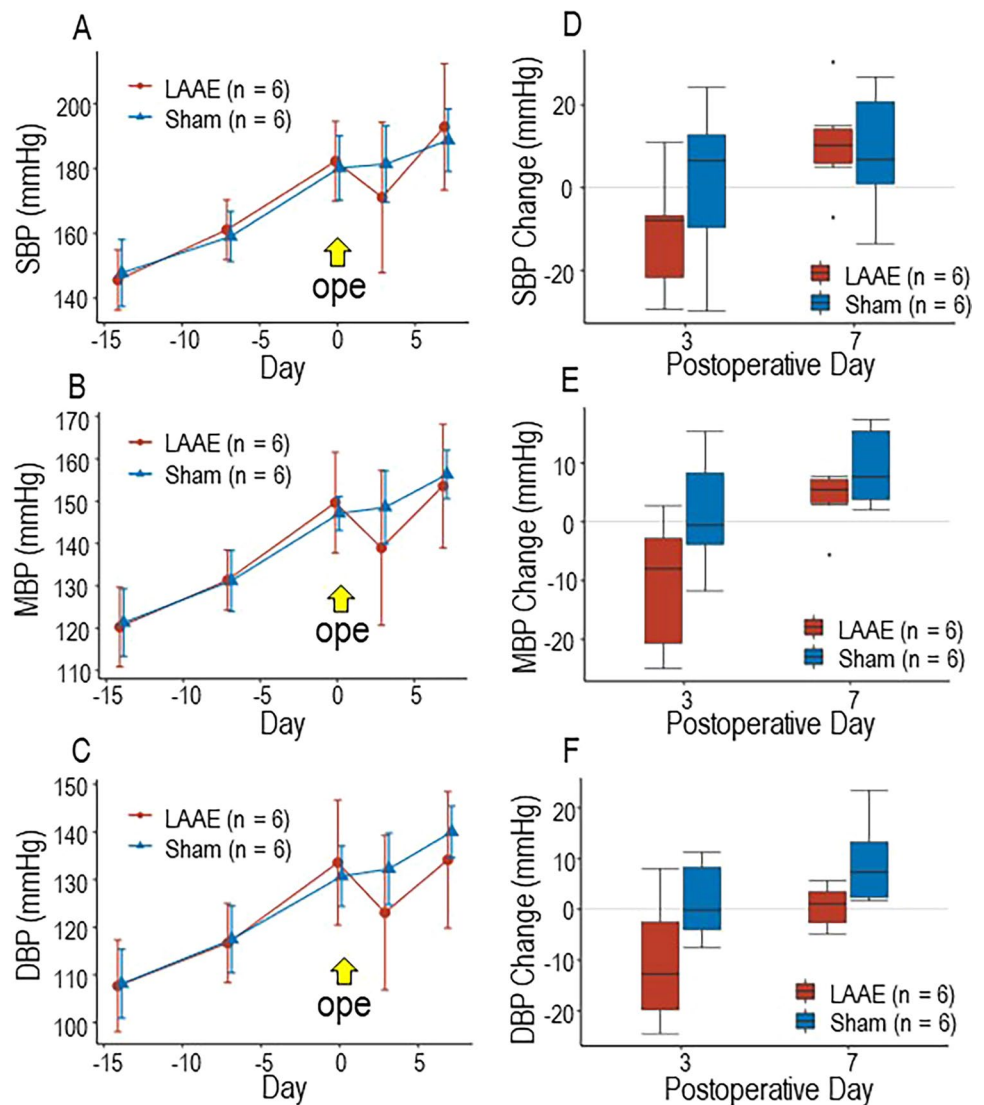 A
LAAE (n = 6)
Sham (n = 6)
SBP (mmHg)
200
180
160
140
ope
-15 -10 -5 0 5
Day
D
SBP Change (mmHg)
20
0
-20
LAAE (n = 6)
Sham (n = 6)
3 7
Postoperative Day
B
LAAE (n = 6)
Sham (n = 6)
MBP (mmHg)
170
160
150
140
130
120
110
ope
-15 -10 -5 0 5
Day
E
MBP Change (mmHg)
10
0
-10
-20
LAAE (n = 6)
Sham (n = 6)
3 7
Postoperative Day
C
LAAE (n = 6)
Sham (n = 6)
DBP (mmHg)
150
140
130
120
110
100
ope
-15 -10 -5 0 5
Day
F
DBP Change (mmHg)
20
10
0
-10
-20
LAAE (n = 6)
Sham (n = 6)
3 7
Postoperative Day